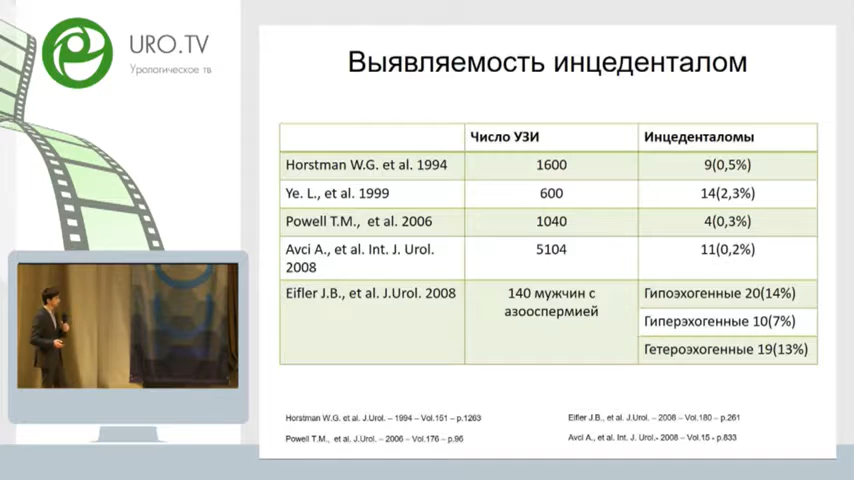 URO.TV
Урологическое тв
Выявляемость инцеденталом
Число УЗИ
Инцеденталомы
Horstman W.G. et al. 1994
1600
9(0,5%)
Ye. L., et al. 1999
600
14(2,3%)
Powell T.M., et al. 2006
1040
4(0,3%)
Avci A., et al. Int. J. Urol.
2008
5104
11(0,2%)
Eifler J.B., et al. J.Urol. 2008
140 мужчин с
азооспермией
Гипоэхогенные 20(14%)
Гиперэхогенные 10(7%)
Гетероэхогенные 19(13%)
Horstman W.G. et al. J.Urol. – 1994 – Vol.151 – p.1263
Powell T.M., et al. J.Urol. – 2006 – Vol.176 – p.96
Eifler J.B., et al. J.Urol. – 2008 – Vol.180 – p.261
Avci A., et al. Int. J. Urol.- 2008 – Vol.15 - p.833